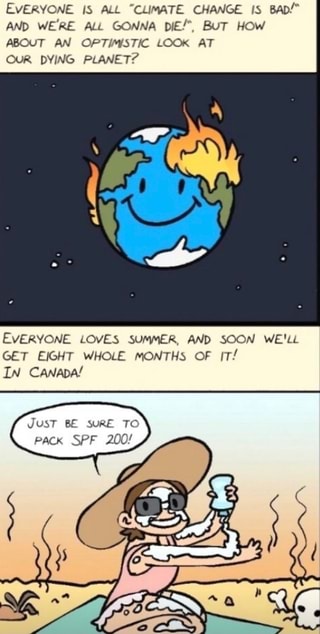 EVERYONE IS ALL "CLIMATE CHANGE IS BAD!"
AND WE'RE ALL GONNA DIE!", BUT HOW
ABOUT AN OPTIMISTIC LOOK AT
OUR DYING PLANET?
EVERYONE LOVES SUMMER, AND SOON WE'LL
GET EIGHT WHOLE MONTHS OF IT!
IN CANADA!
JUST BE SURE TO
PACK SPF 200!